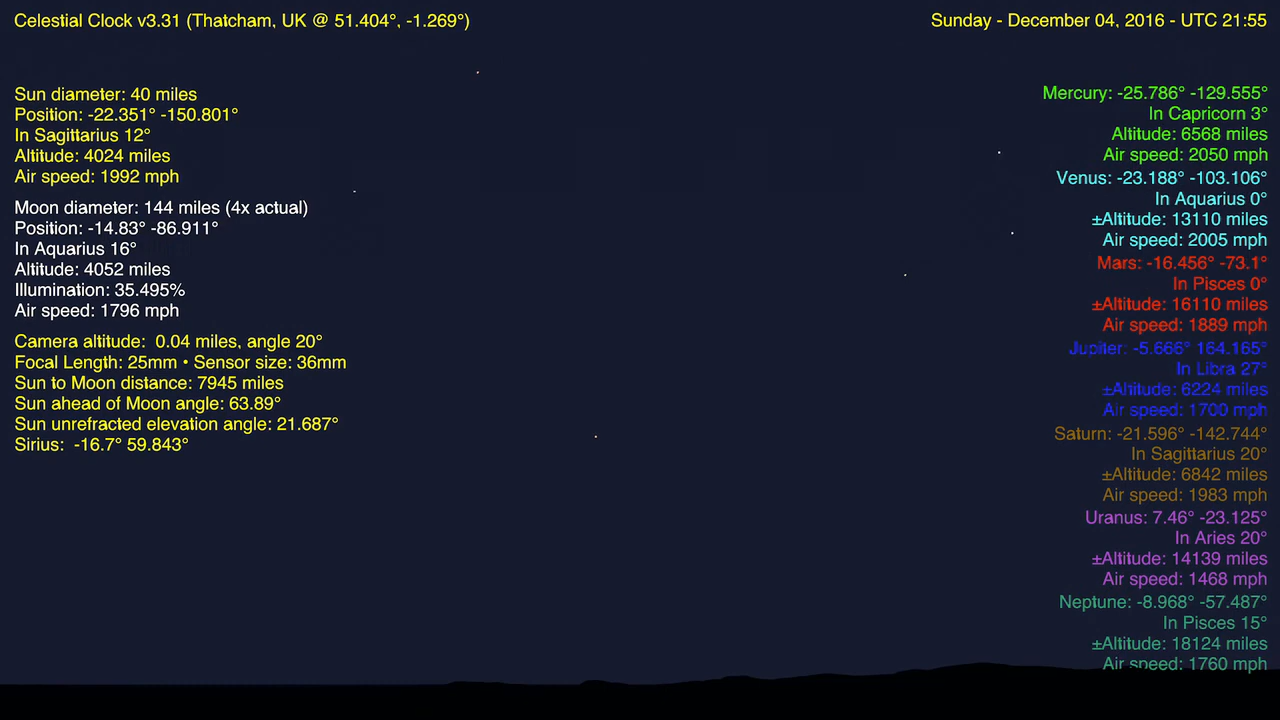 Celestial Clock v3.31 (Thatcham, UK @ 51.404°, -1.269°)
Sunday - December 04, 2016 - UTC 21:55
Sun diameter: 40 miles
Position: -22.351° -150.801°
In Sagittarius 12°
Altitude: 4024 miles
Air speed: 1992 mph
Moon diameter: 144 miles (4x actual)
Position: -14.83° -86.911°
In Aquarius 16°
Altitude: 4052 miles
Illumination: 35.495%
Air speed: 1796 mph
Camera altitude:  0.04 miles, angle 20°
Focal Length: 25mm • Sensor size: 36mm
Sun to Moon distance: 7945 miles
Sun ahead of Moon angle: 63.89°
Sun unrefracted elevation angle: 21.687°
Sirius:  -16.7° 59.843°
Mercury: -25.786° -129.555°
In Capricorn 3°
Altitude: 6568 miles
Air speed: 2050 mph
Venus: -23.188° -103.106°
In Aquarius 0°
±Altitude: 13110 miles
Air speed: 2005 mph
Mars: -16.456° -73.1°
In Pisces 0°
±Altitude: 16110 miles
Air speed: 1889 mph
Jupiter: -5.666° 164.165°
In Libra 27°
±Altitude: 6224 miles
Air speed: 1700 mph
Saturn: -21.596° -142.744°
In Sagittarius 20°
±Altitude: 6842 miles
Air speed: 1983 mph
Uranus: 7.46° -23.125°
In Aries 20°
±Altitude: 14139 miles
Air speed: 1468 mph
Neptune: -8.968° -57.487°
In Pisces 15°
±Altitude: 18124 miles
Air speed: 1760 mph